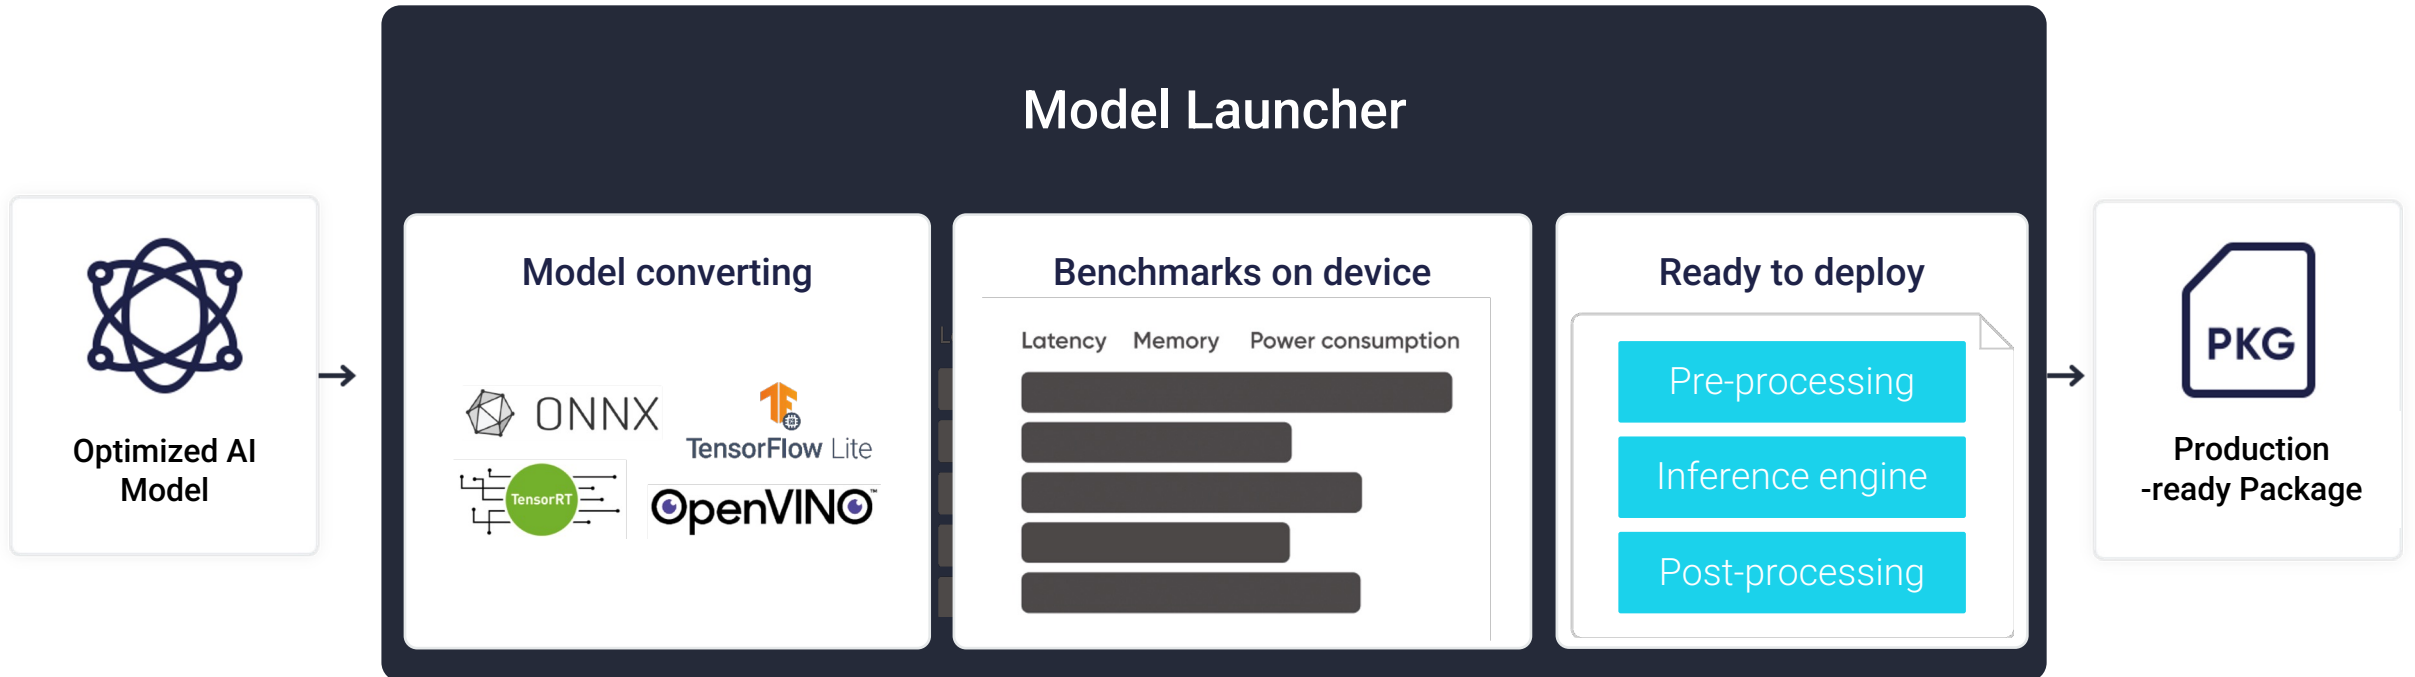 Model Launcher
Optimized AI
Model
Model converting
ONNX
TensorFlow Lite
TensorRT
OpenVINO™
Benchmarks on device
Latency Memory Power consumption
Ready to deploy
Pre-processing
Inference engine
Post-processing
PKG
Production
-ready Package